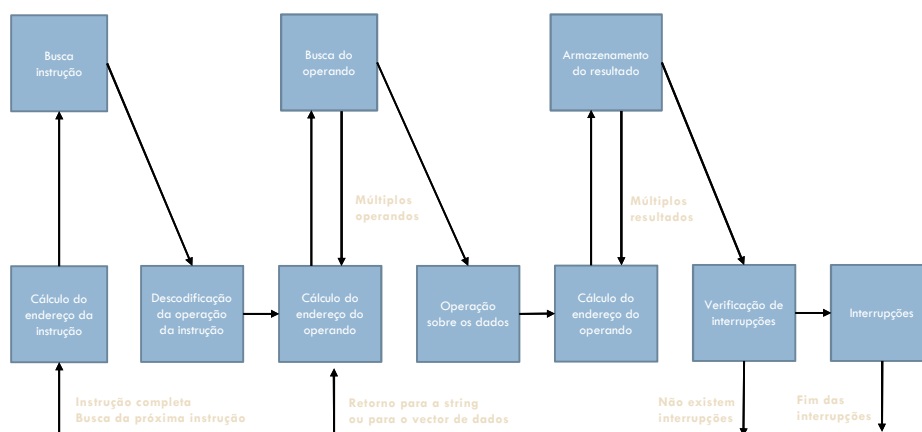 Busca
instrução
Busca do
operando
Armazenamento
do resultado
Múltiplos
operandos
Múltiplos
resultados
Cálculo do
endereço da
instrução
Descodificação
da operação
da instrução
Cálculo do
endereço do
operando
Operação
sobre os dados
Cálculo do
endereço do
operando
Verificação de
interrupções
Interrupções
Instrução completa
Busca da próxima instrução
Retorno para a string
ou para o vector de dados
Não existem
interrupções
Fim das
interrupções